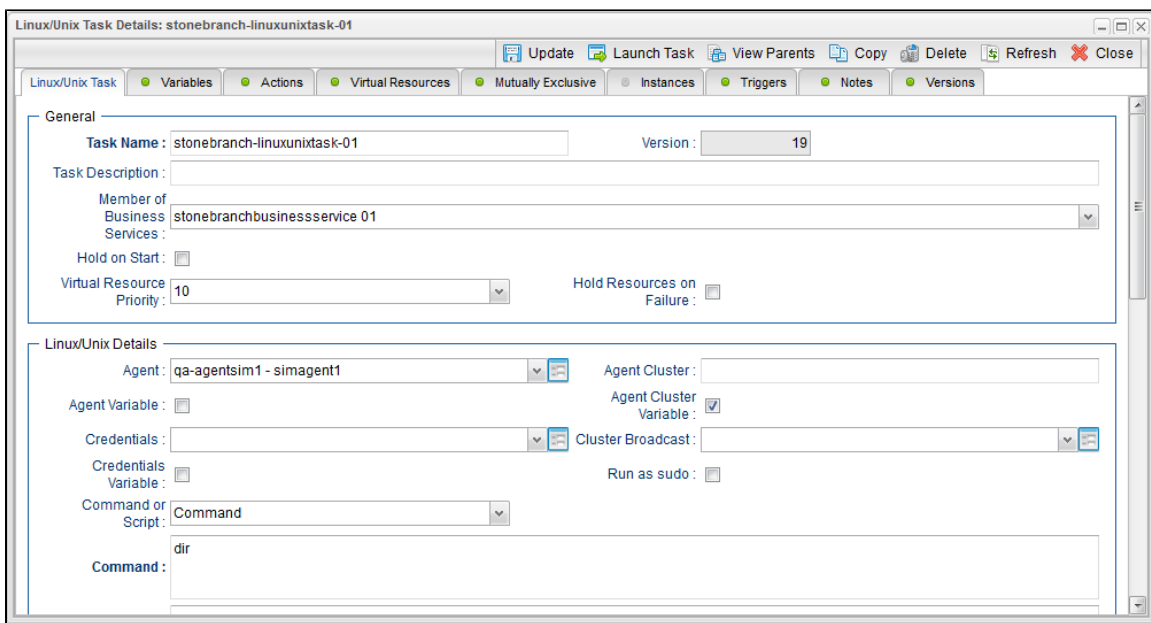 Linux/Unix Task Details: stonebranch-linuxunixtask-01
Update Launch Task View Parents Copy Delete Refresh Close
Linux/Unix Task Variables Actions Virtual Resources Mutually Exclusive Instances Triggers Notes Versions
General
Task Name : stonebranch-linuxunixtask-01 Version : 19
Task Description :
Member of
Business stonebranchbusinessservice 01
Services :
Hold on Start :
Virtual Resource Hold Resources on
Priority : 10 Failure :
Linux/Unix Details
Agent : qa-agentsim1 - simagent1 Agent Cluster :
Agent Variable : Agent Cluster
Variable :
Credentials : Cluster Broadcast :
Credentials
Variable : Run as sudo :
Command or
Script : Command
dir
Command :